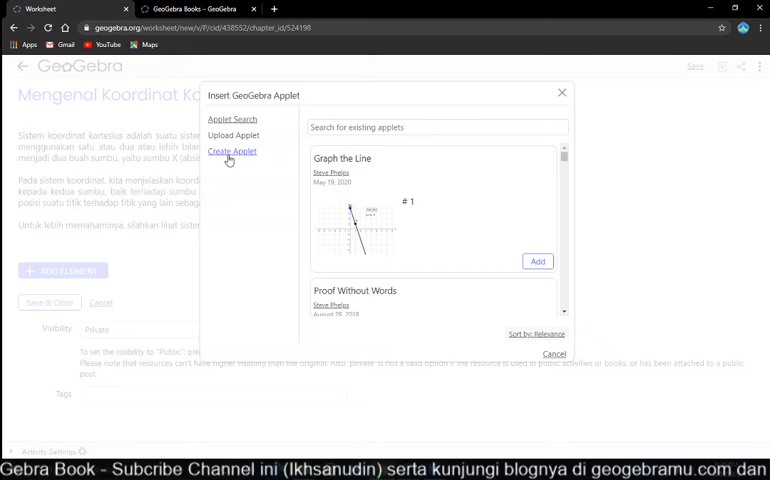 Worksheet
GeoGebra Books – GeoGebra
geogebra.org/worksheet/new/v/P/cid/438552/chapter_id/524198
Apps
Gmail
YouTube
Maps
GeoGebra
Save
Mengenal Koordinat Ka
Insert GeoGebra Applet
Applet Search
Upload Applet
Create Applet
Search for existing applets
Graph the Line
Steve Phelps
May 19, 2020
# 1
Add
Proof Without Words
Steve Phelps
August 28, 2018
Sort by: Relevance
Cancel
Sistem koordinat kartesius adalah suatu sister
menggunakan satu atau dua atau lebih bilan
menjadi dua buah sumbu, yaitu sumbu X (absis
Pada sistem koordinat, kita menjelaskan koord
kepada kedua sumbu, baik terhadap sumbu
posisi suatu titik terhadap titik yang lain sebaga
Untuk lebih memahaminya, silahkan lihat sister
+ ADD ELEMENT
Save & Close
Cancel
Visibility
Private
To set the visibility to "Public": ple
Please note that resources can't have higher visibility than the original. Also 'private' is not a valid option if the resource is used in public activities or books, or has been attached to a public
post.
Tags
Activity Settings
Gebra Book - Subcribe Channel ini (Ikhsanudin) serta kunjungi blognya di geogebramu.com dan